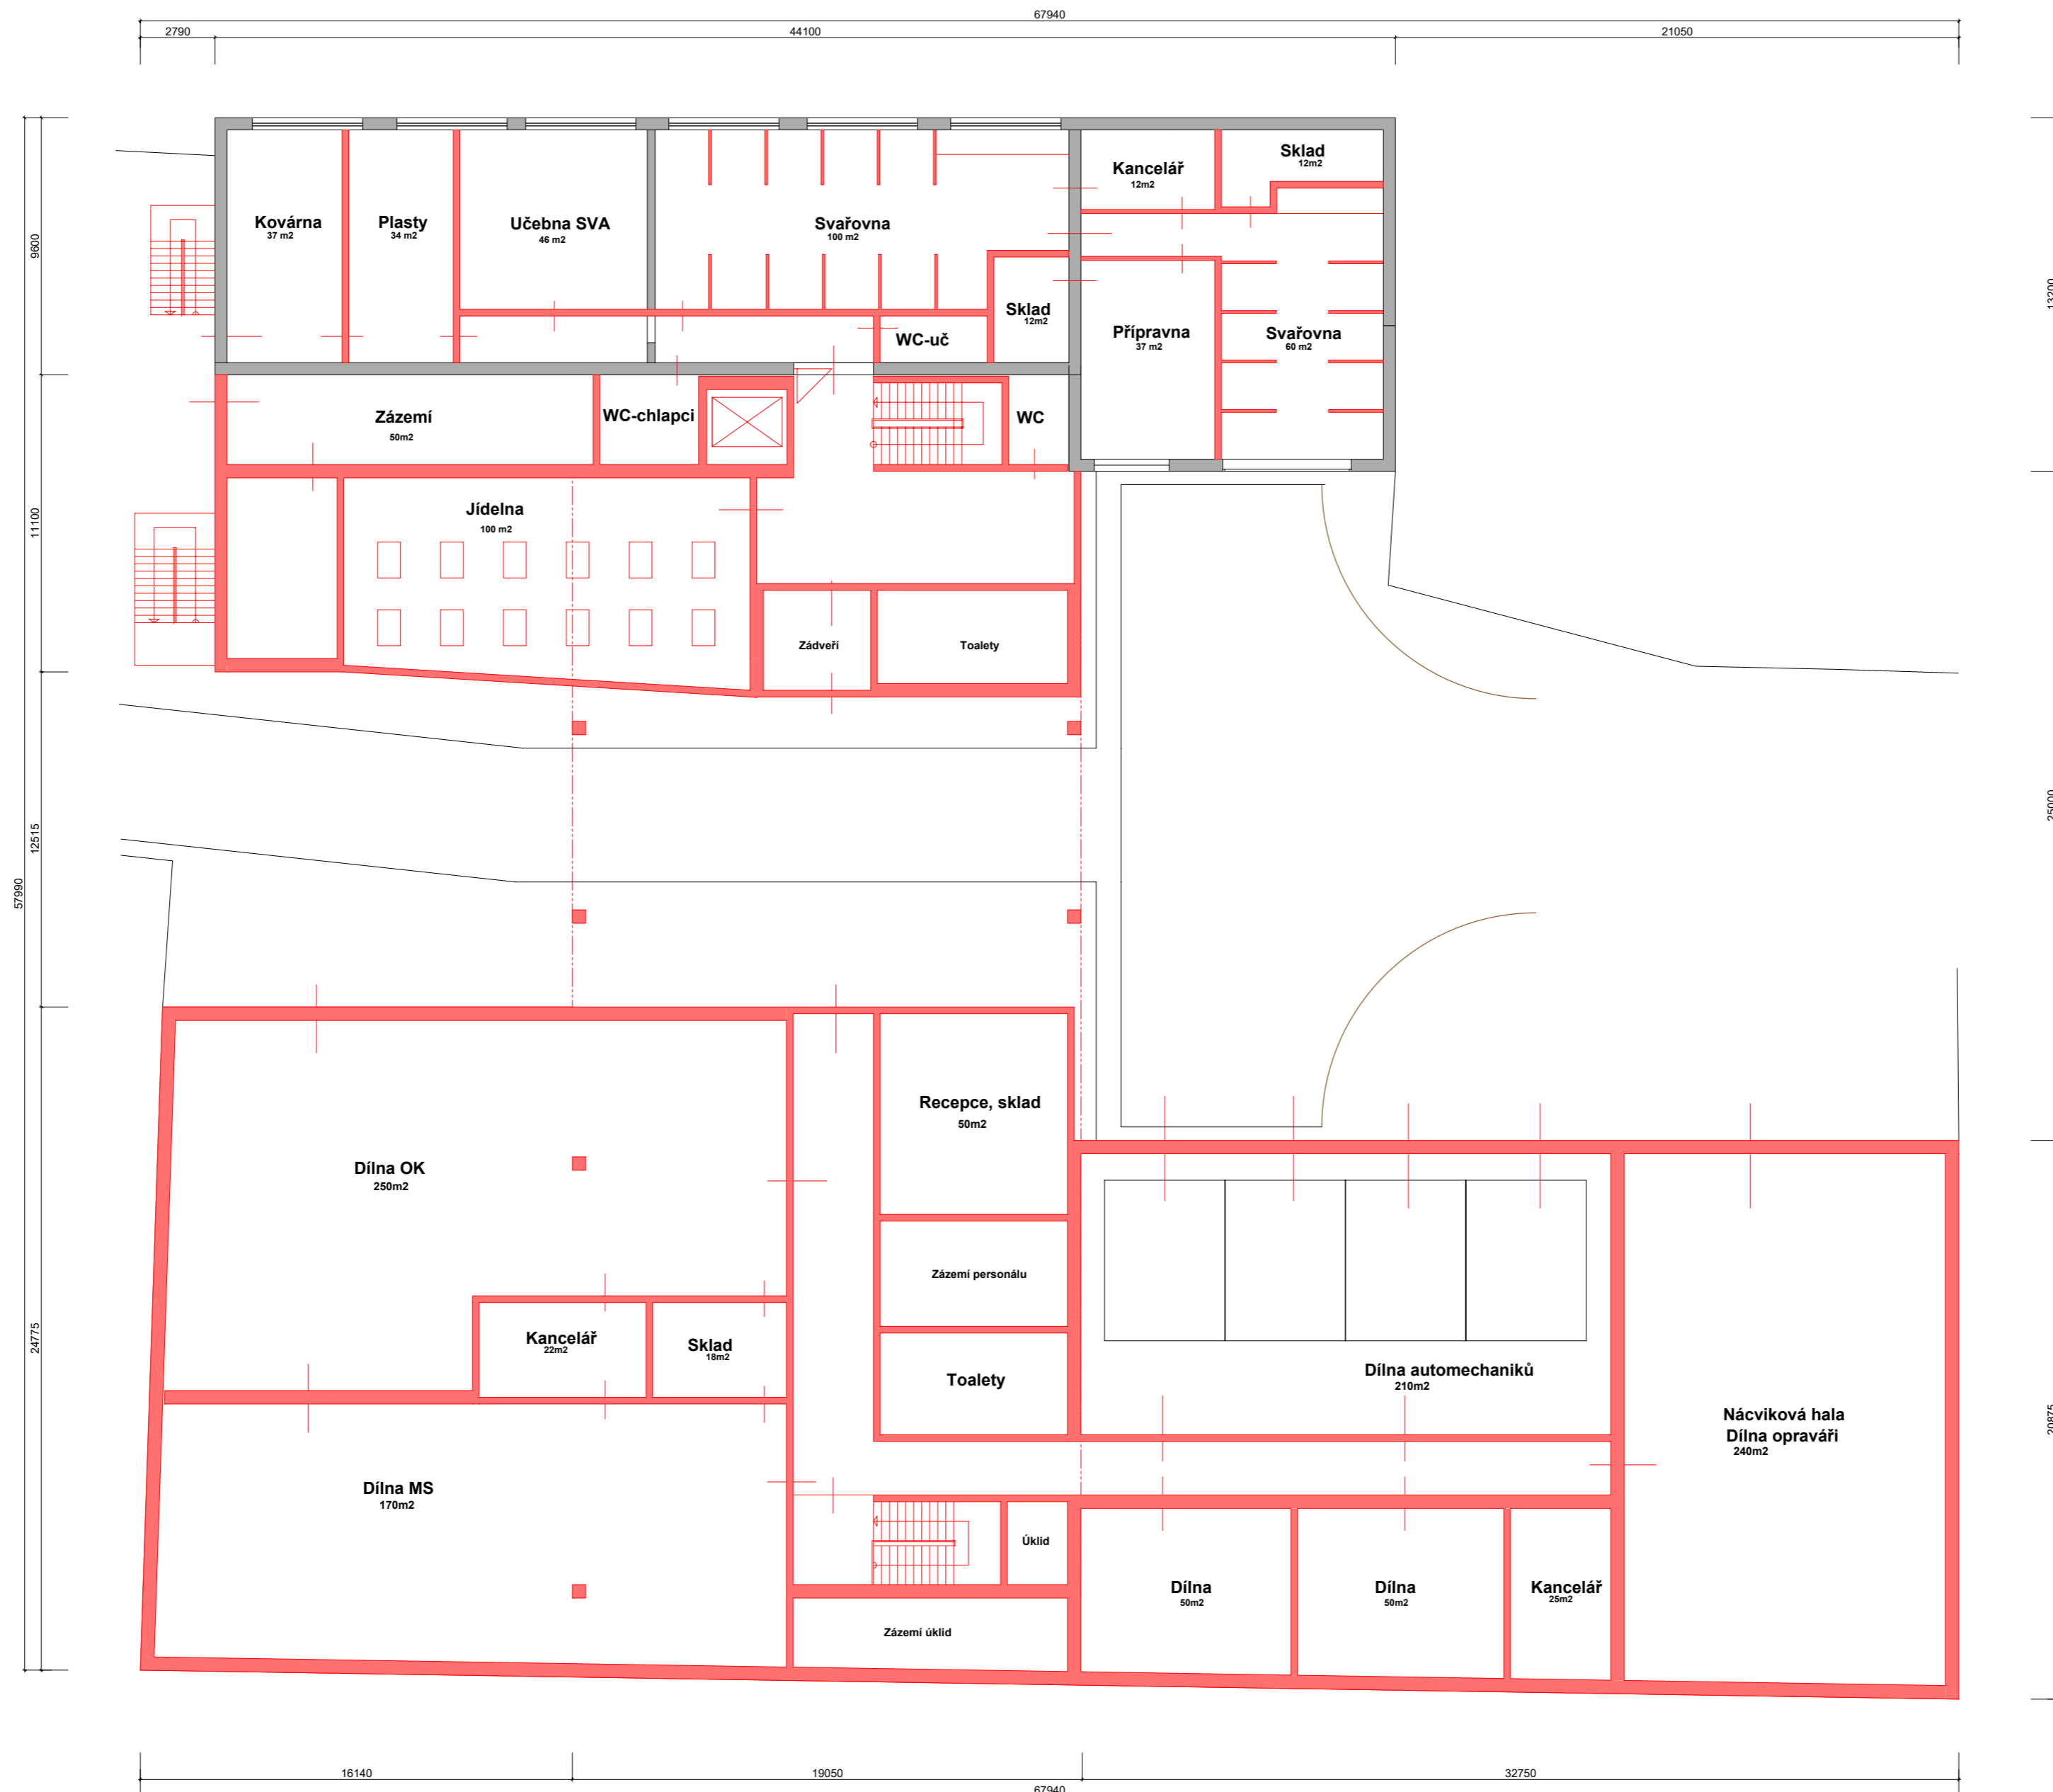 67940
2790
44100
21050
9600
11100
12515
57990
24775
13200
25000
20875
Kovárna
37 m2
Plasty
34 m2
Učebna SVA
46 m2
Svařovna
100 m2
Kancelář
12m2
Sklad
12m2
Sklad
12m2
WC-uč
Přípravna
37 m2
Svařovna
60 m2
Zázemí
50m2
WC-chlapci
WC
Jídelna
100 m2
Zádveří
Toalety
Recepce, sklad
50m2
Dílna OK
250m2
Zázemí personálu
Kancelář
22m2
Sklad
18m2
Toalety
Dílna automechaniků
210m2
Nácviková hala
Dílna opraváři
240m2
Dílna MS
170m2
Úklid
Dílna
50m2
Dílna
50m2
Kancelář
25m2
Zázemí úklid
16140
19050
32750
67940